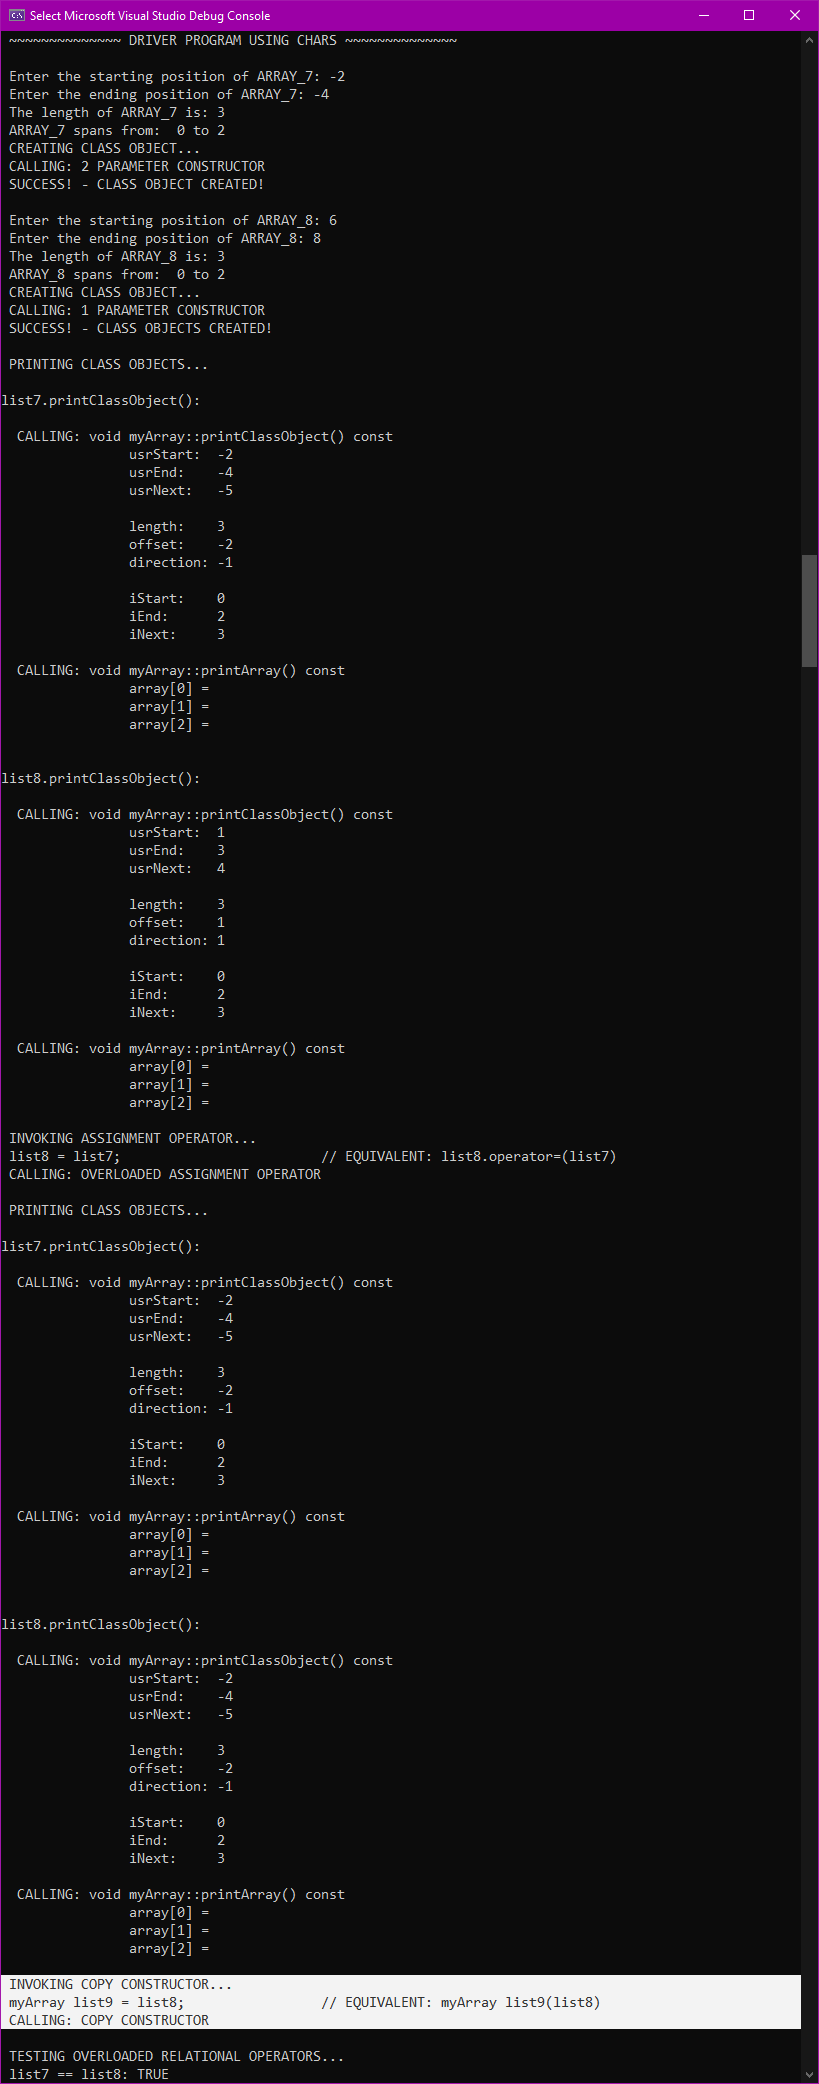 Select Microsoft Visual Studio Debug Console
~~~~~~~~~~~~~~ DRIVER PROGRAM USING CHARS ~~~~~~~~~~~~~~
Enter the starting position of ARRAY_7: -2
Enter the ending position of ARRAY_7: -4
The length of ARRAY_7 is: 3
ARRAY_7 spans from:  0 to 2
CREATING CLASS OBJECT...
CALLING: 2 PARAMETER CONSTRUCTOR
SUCCESS! - CLASS OBJECT CREATED!
Enter the starting position of ARRAY_8: 6
Enter the ending position of ARRAY_8: 8
The length of ARRAY_8 is: 3
ARRAY_8 spans from:  0 to 2
CREATING CLASS OBJECT...
CALLING: 1 PARAMETER CONSTRUCTOR
SUCCESS! - CLASS OBJECTS CREATED!
PRINTING CLASS OBJECTS...
list7.printClassObject():
CALLING: void myArray::printClassObject() const
usrStart:  -2
usrEnd:    -4
usrNext:   -5
length:    3
offset:    -2
direction: -1
iStart:    0
iEnd:      2
iNext:     3
CALLING: void myArray::printArray() const
array[0] =
array[1] =
array[2] =
list8.printClassObject():
CALLING: void myArray::printClassObject() const
usrStart:  1
usrEnd:    3
usrNext:   4
length:    3
offset:    1
direction: 1
iStart:    0
iEnd:      2
iNext:     3
CALLING: void myArray::printArray() const
array[0] =
array[1] =
array[2] =
INVOKING ASSIGNMENT OPERATOR...
list8 = list7;                         // EQUIVALENT: list8.operator=(list7)
CALLING: OVERLOADED ASSIGNMENT OPERATOR
PRINTING CLASS OBJECTS...
list7.printClassObject():
CALLING: void myArray::printClassObject() const
usrStart:  -2
usrEnd:    -4
usrNext:   -5
length:    3
offset:    -2
direction: -1
iStart:    0
iEnd:      2
iNext:     3
CALLING: void myArray::printArray() const
array[0] =
array[1] =
array[2] =
list8.printClassObject():
CALLING: void myArray::printClassObject() const
usrStart:  -2
usrEnd:    -4
usrNext:   -5
length:    3
offset:    -2
direction: -1
iStart:    0
iEnd:      2
iNext:     3
CALLING: void myArray::printArray() const
array[0] =
array[1] =
array[2] =
INVOKING COPY CONSTRUCTOR...
myArray list9 = list8;                 // EQUIVALENT: myArray list9(list8)
CALLING: COPY CONSTRUCTOR
TESTING OVERLOADED RELATIONAL OPERATORS...
list7 == list8: TRUE